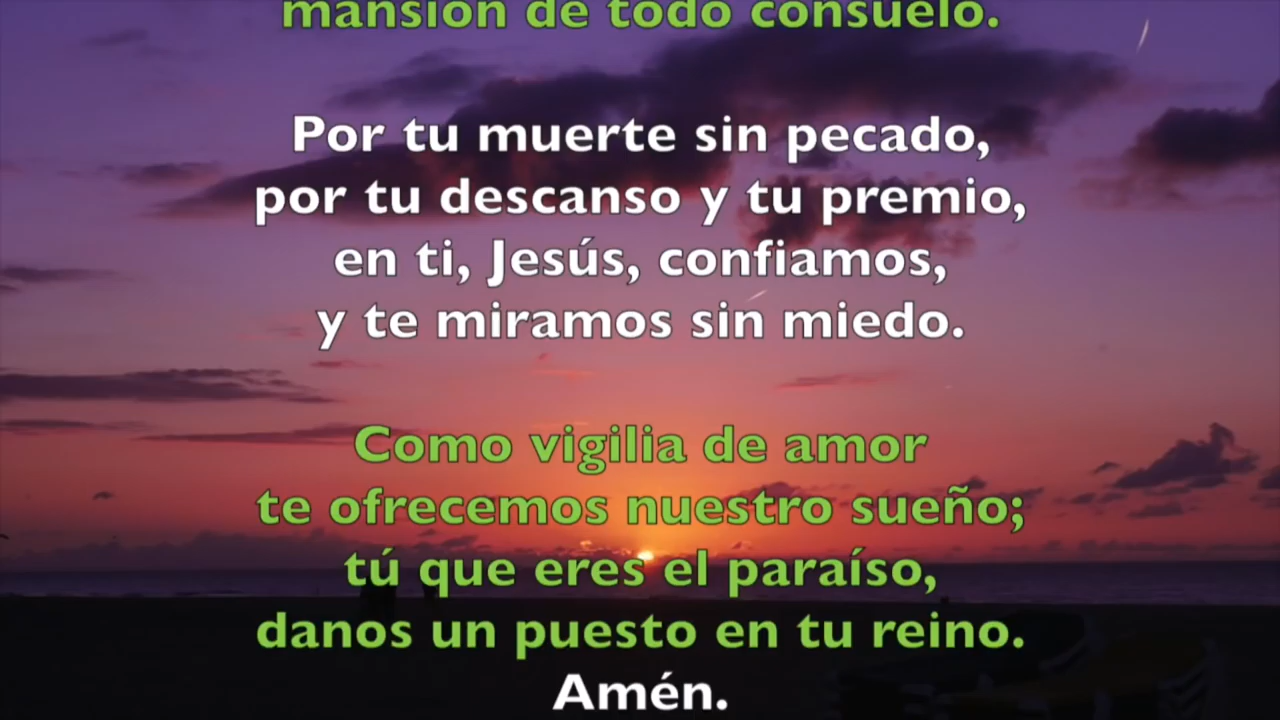 mansión de todo consuelo.
Por tu muerte sin pecado,
por tu descanso y tu premio,
en ti, Jesús, confiamos,
y te miramos sin miedo.
Como vigilia de amor
te ofrecemos nuestro sueño;
tú que eres el paraíso,
danos un puesto en tu reino.
Amén.